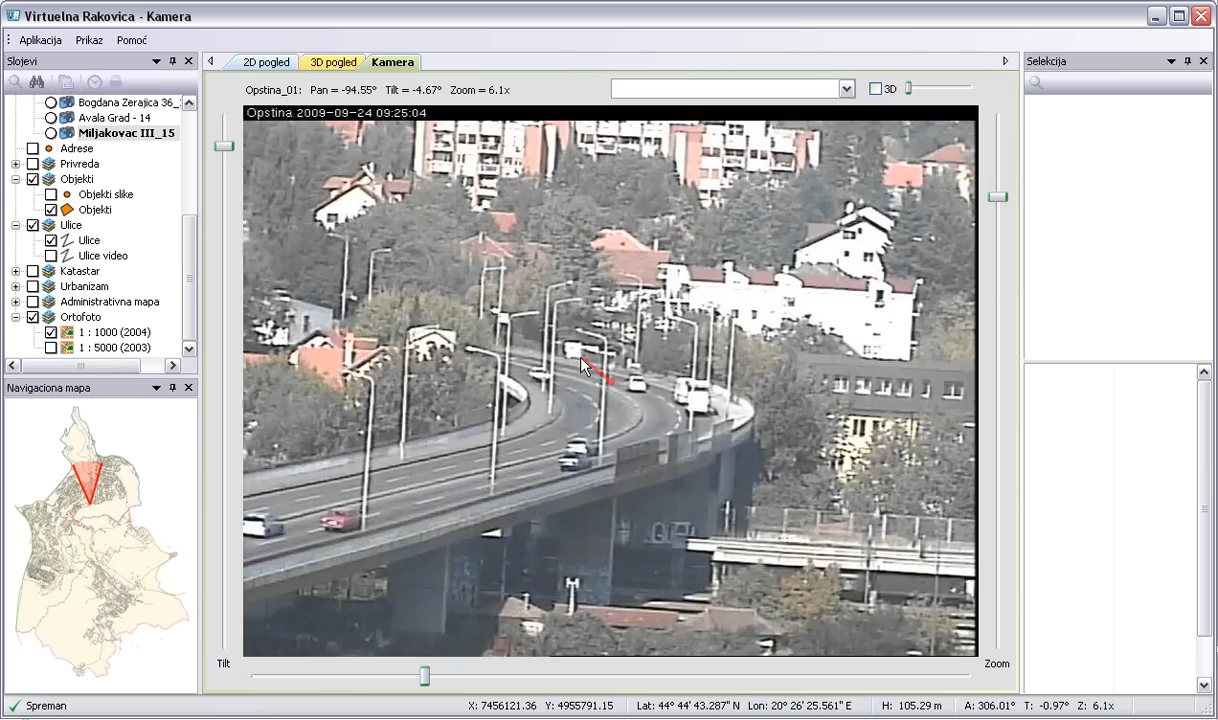 Virtuelna Rakovica - Kamera
Aplikacija Prikaz Pomoć
Slojevi
Bogdana Zerajica 36_
Avala Grad - 14
Miljakovac III_15
Adrese
Privreda
Objekti
Objekti slike
Objekti
Ulice
Ulice
Ulice video
Katastar
Urbanizam
Administrativna mapa
Ortofoto
1 : 1000 (2004)
1 : 5000 (2003)
Navigaciona mapa
2D pogled 3D pogled Kamera
Opstina_01: Pan = -94.55° Tilt = -4.67° Zoom = 6.1x
3D
Opstina 2009-09-24 09:25:04
Tilt
Zoom
Selekcija
Spreman
X: 7456121.36 Y: 4955791.15 Lat: 44° 44' 43.287" N Lon: 20° 26' 25.561" E H: 105.29 m A: 306.01° T: -0.97° Z: 6.1x